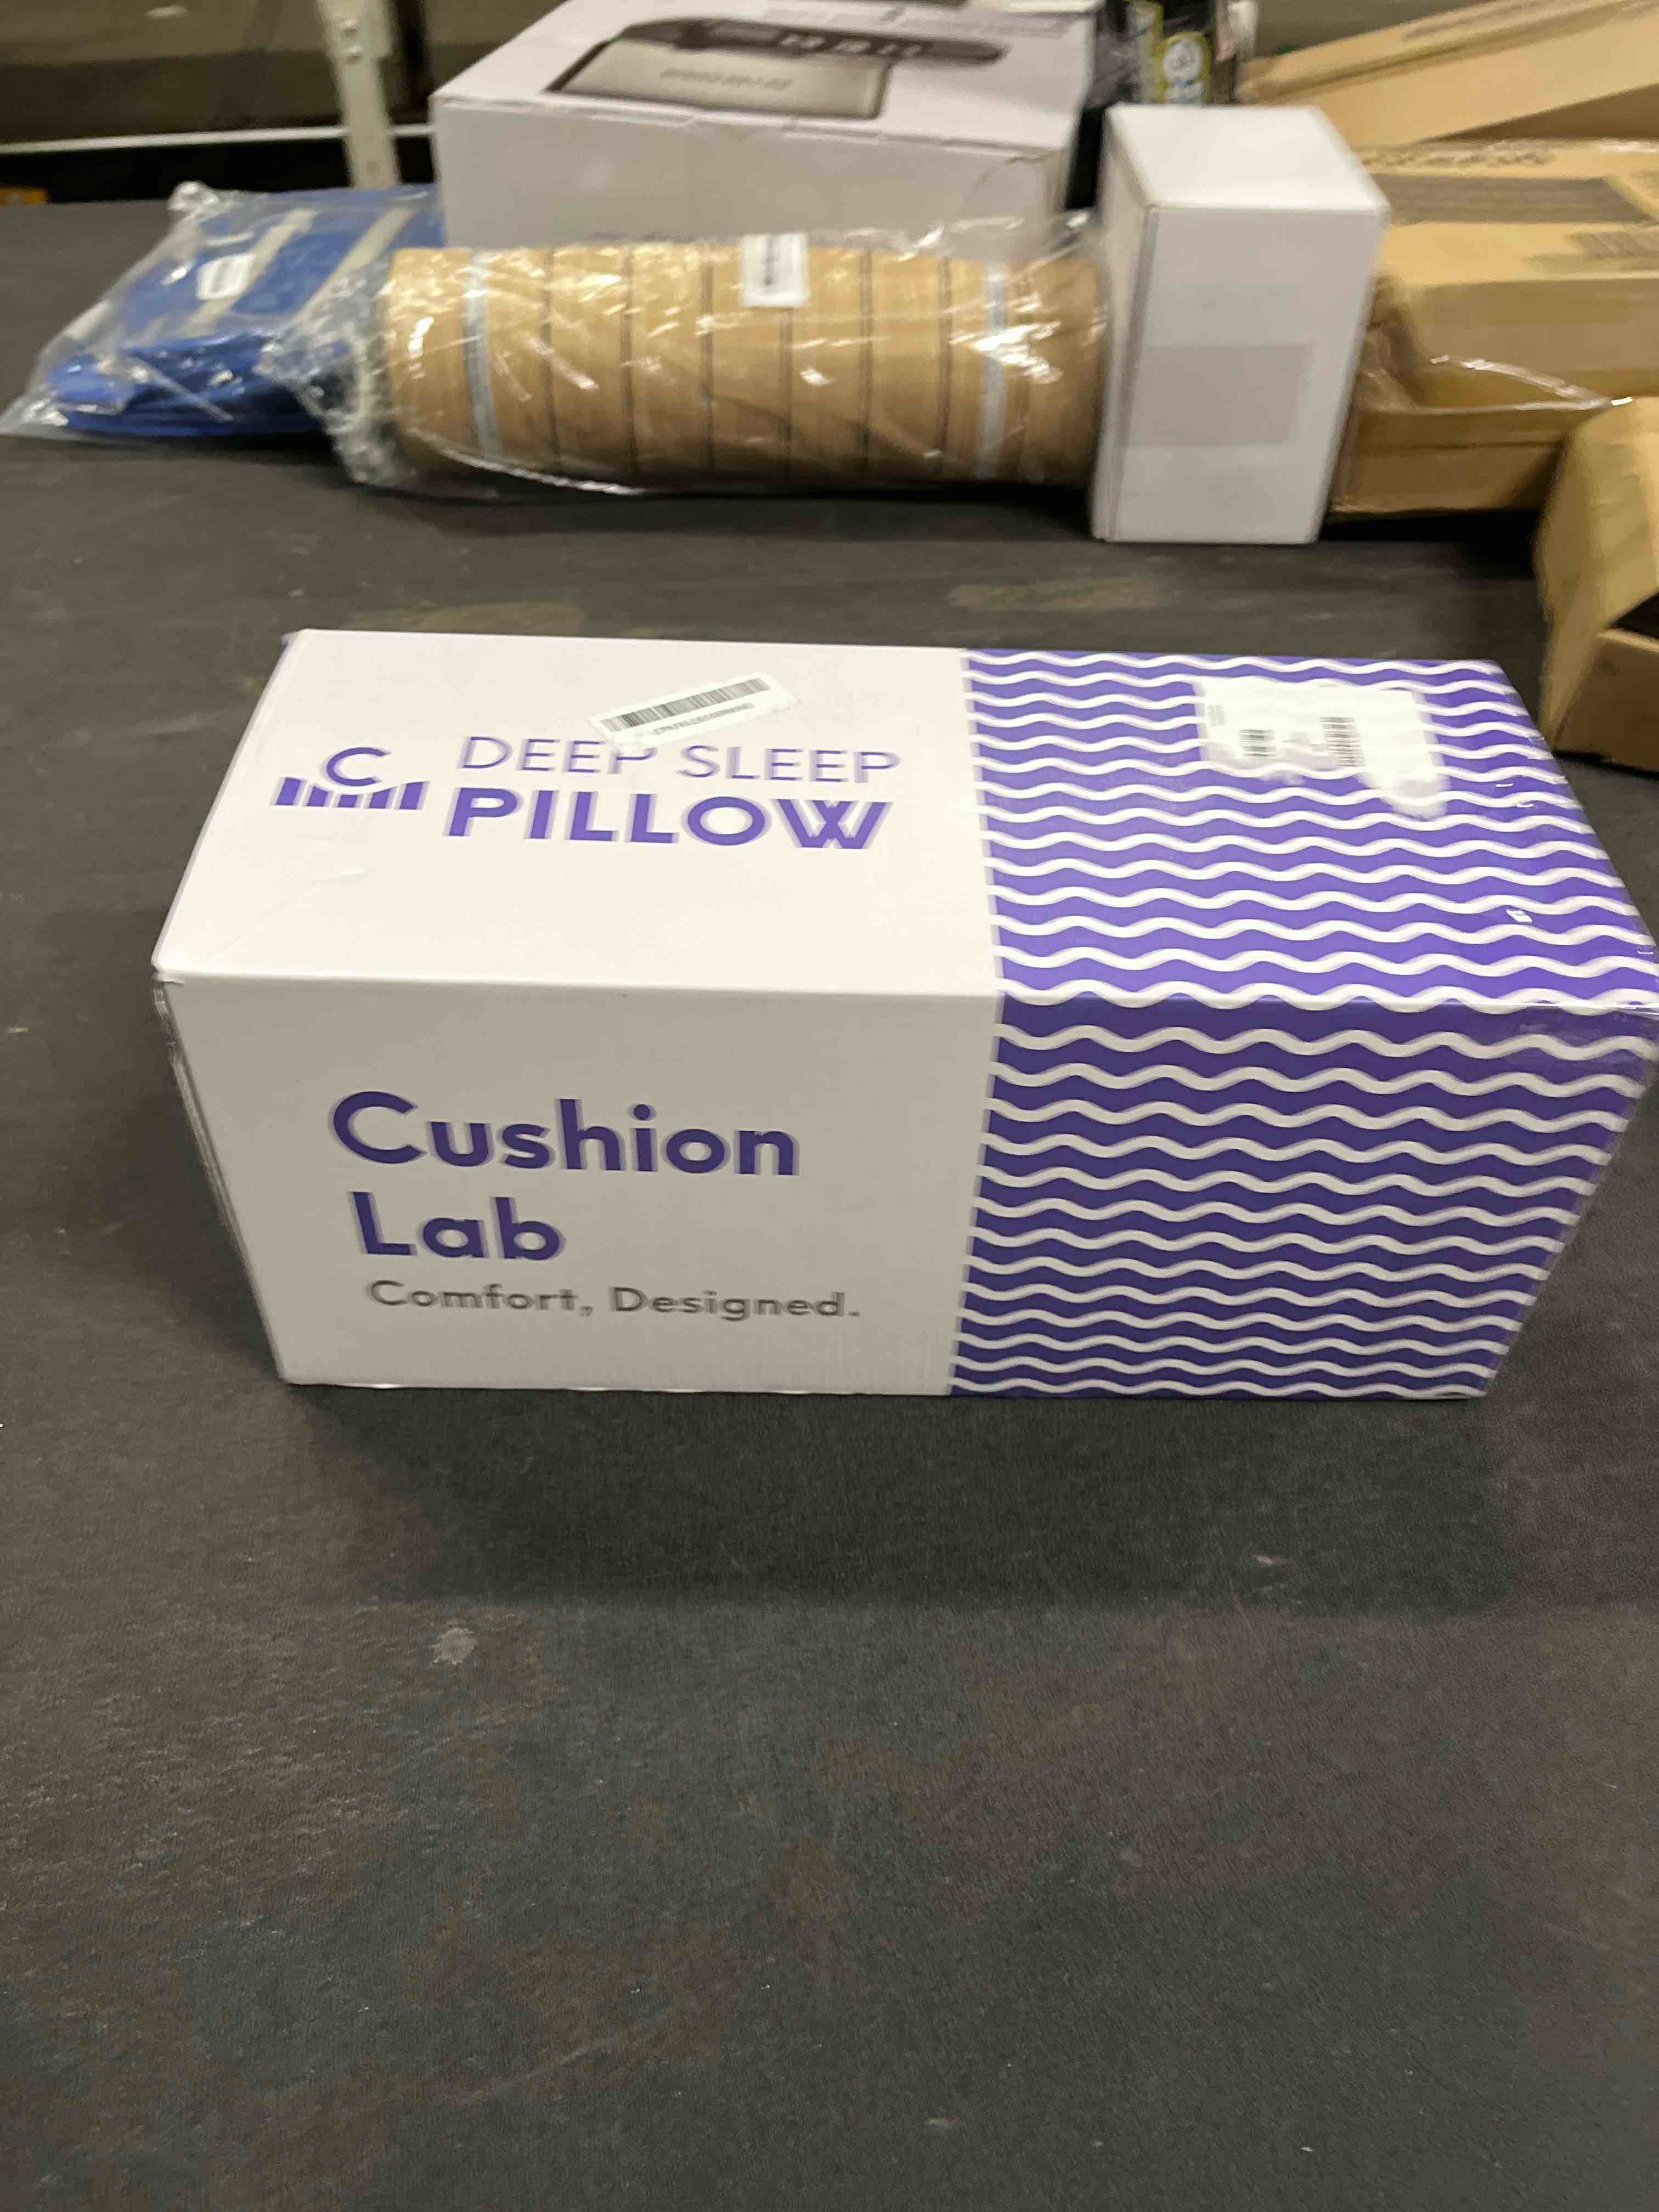 C
DEEP SLEEP
PILLOW
Cushion
Lab
Comfort, Designed.